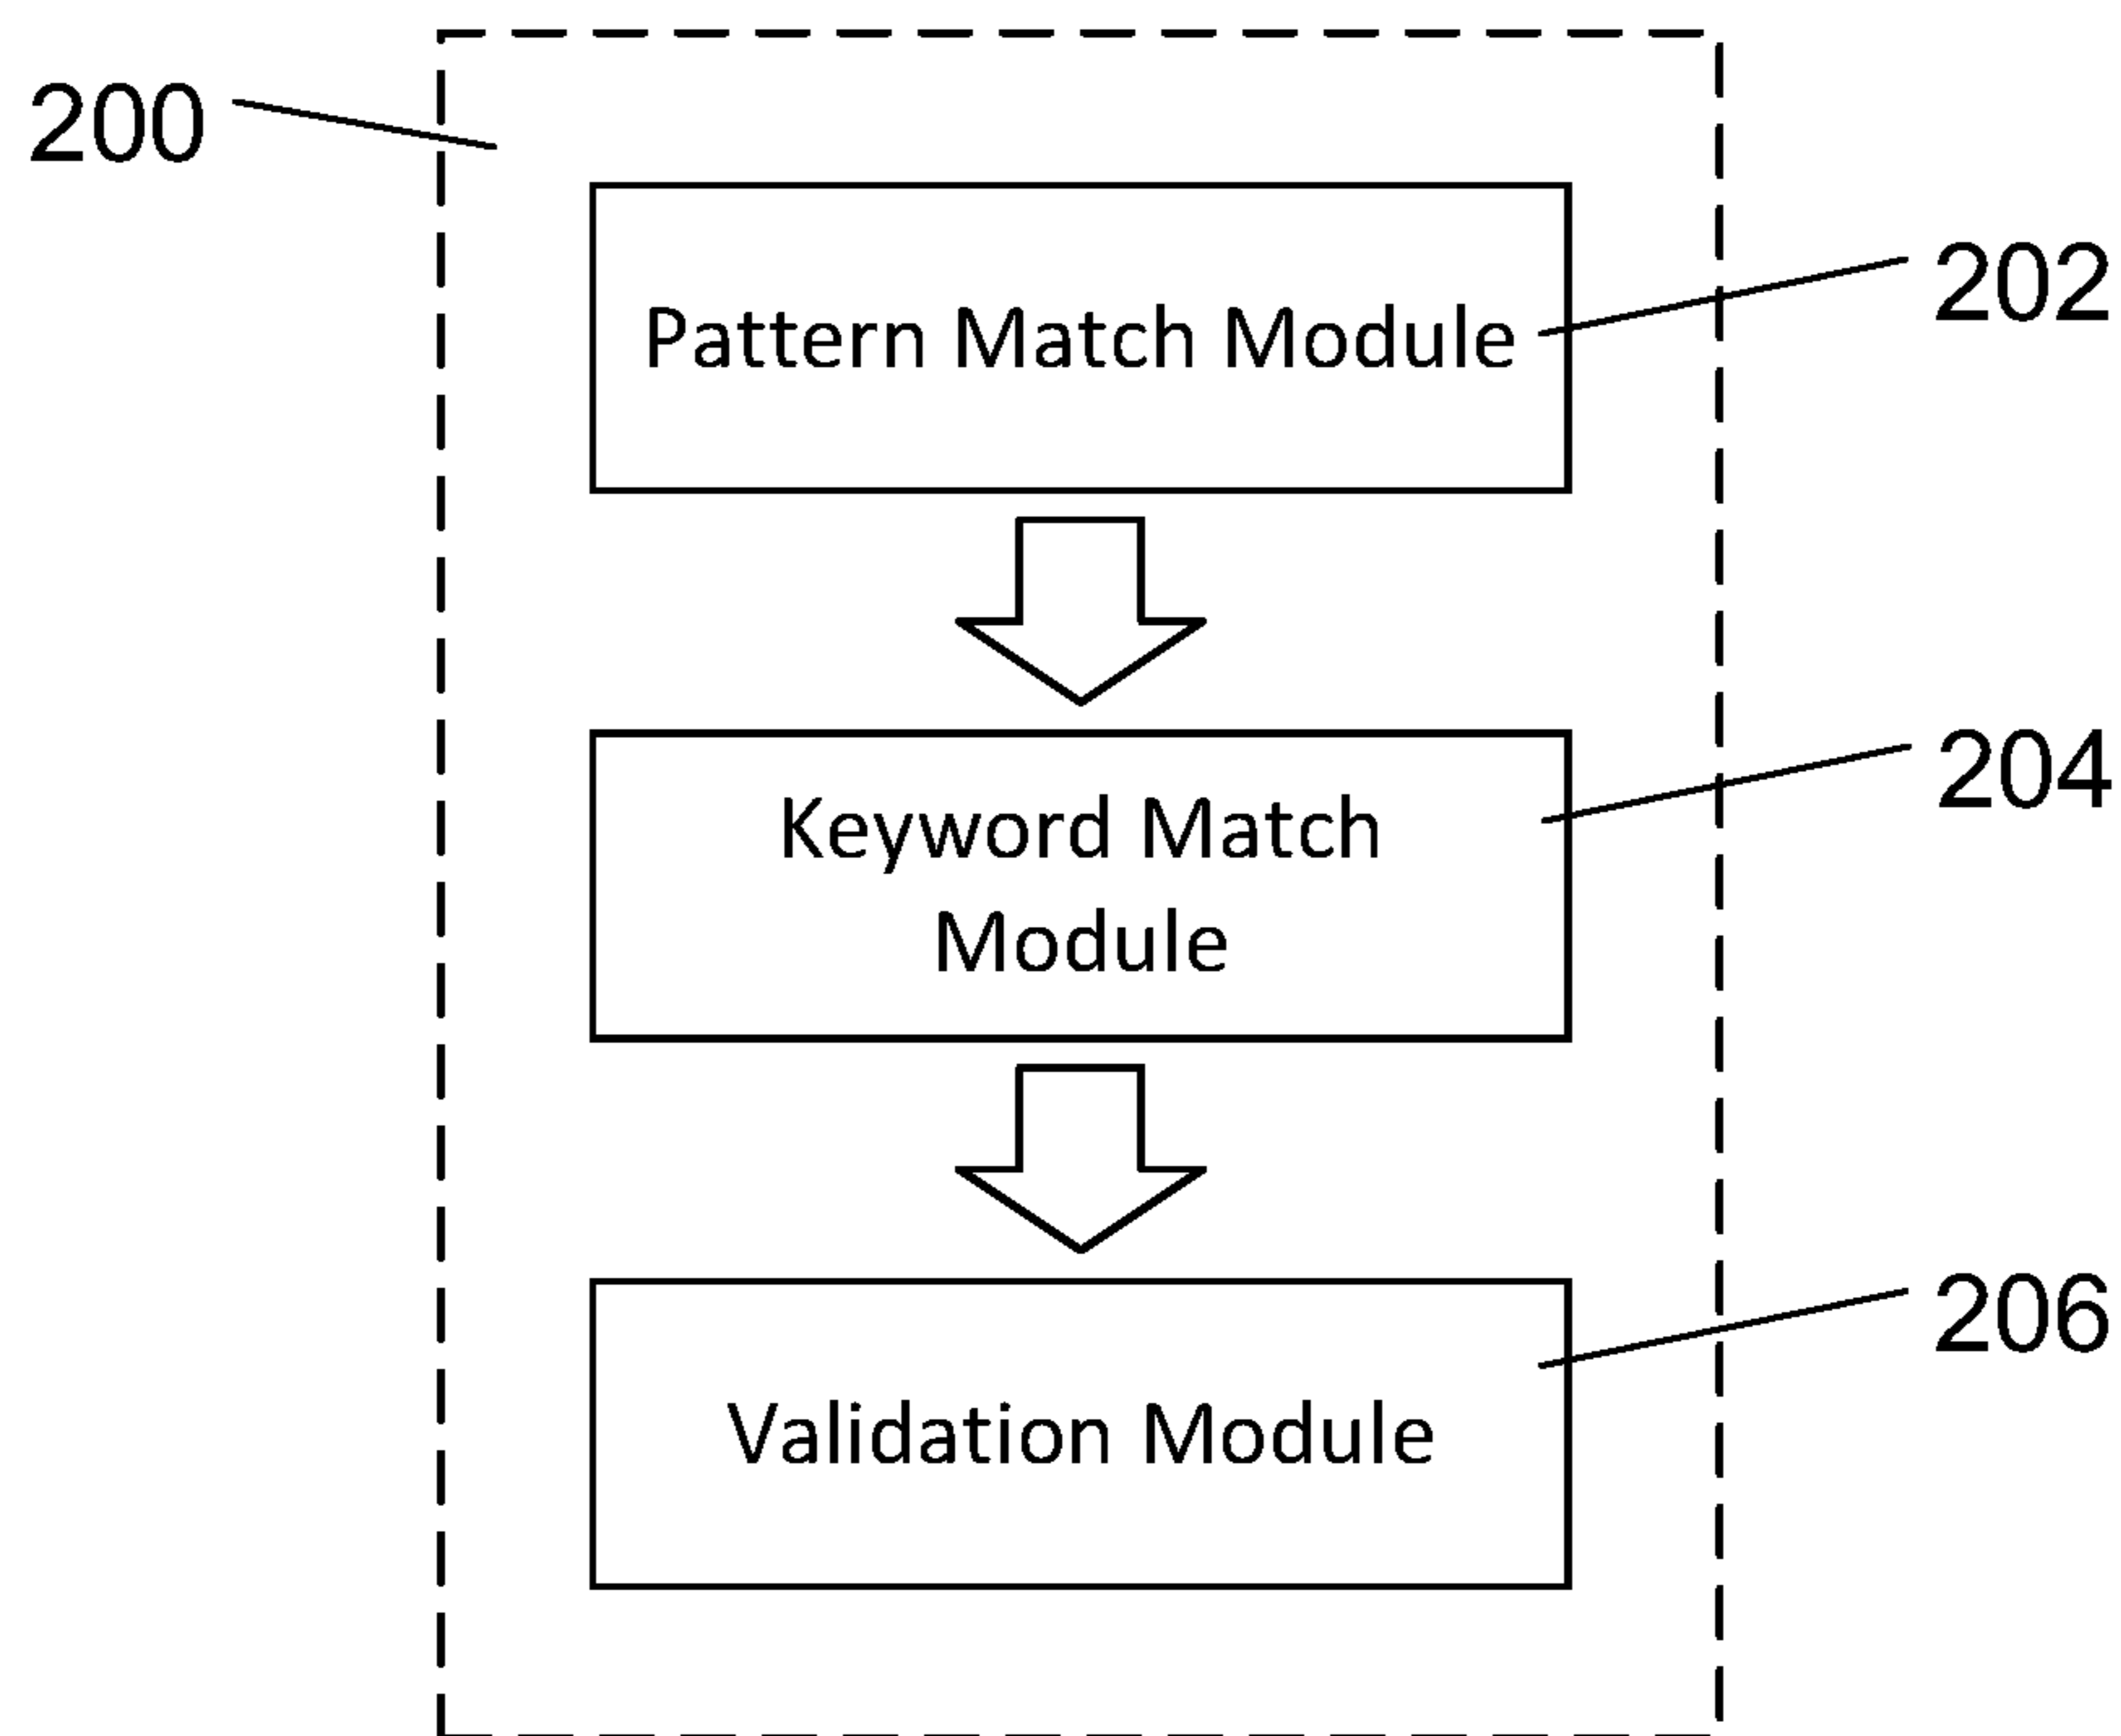 200
Pattern Match Module
202
Keyword Match
Module
204
Validation Module
206